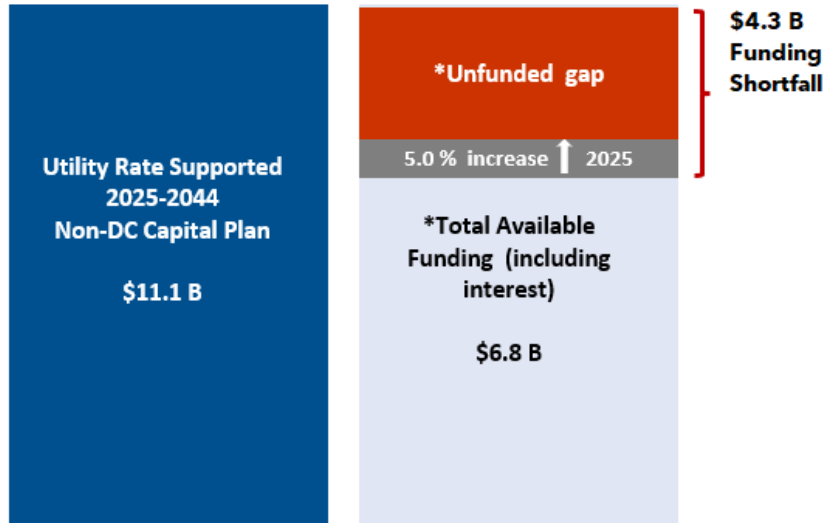 Utility Rate Supported
2025-2044
Non-DC Capital Plan
$11.1 B
*Unfunded gap
5.0 % increase 2025
*Total Available
Funding (including
interest)
$6.8 B
$4.3 B
Funding
Shortfall